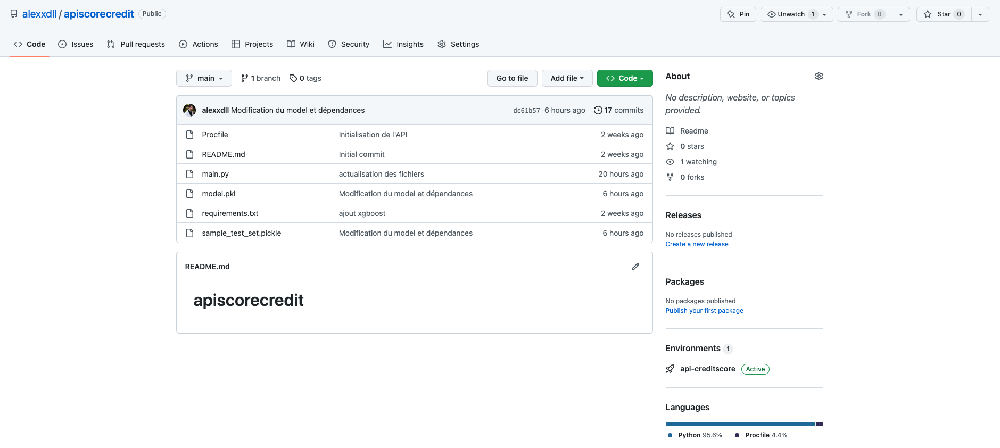 alexxdll / apiscorecredit Public
Pin Unwatch 1 Fork 0 Star 0
Code Issues Pull requests Actions Projects Wiki Security Insights Settings
main 1 branch 0 tags Go to file Add file Code
alexxdll Modification du model et dépendances dc61b57 6 hours ago 17 commits
Procfile Initialisation de l'API 2 weeks ago
README.md Initial commit 2 weeks ago
main.py actualisation des fichiers 20 hours ago
model.pkl Modification du model et dépendances 6 hours ago
requirements.txt ajout xgboost 2 weeks ago
sample_test_set.pickle Modification du model et dépendances 6 hours ago
README.md
apiscorecredit
About
No description, website, or topics
provided.
Readme
0 stars
1 watching
0 forks
Releases
No releases published
Create a new release
Packages
No packages published
Publish your first package
Environments 1
api-creditscore Active
Languages
Python 95.6% Procfile 4.4%